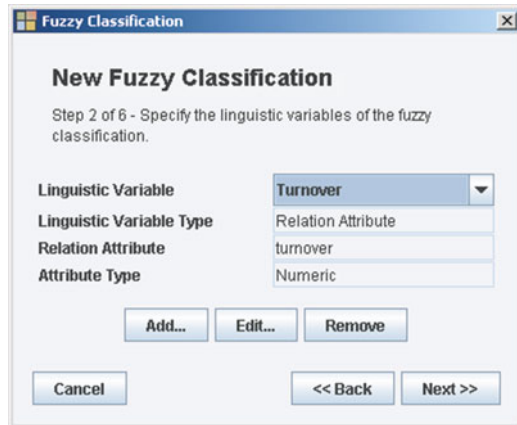 Fuzzy Classification
New Fuzzy Classification
Step 2 of 6 - Specify the linguistic variables of the fuzzy
classification.
Linguistic Variable Turnover
Linguistic Variable Type Relation Attribute
Relation Attribute turnover
Attribute Type Numeric
Add... Edit... Remove
Cancel << Back Next >>